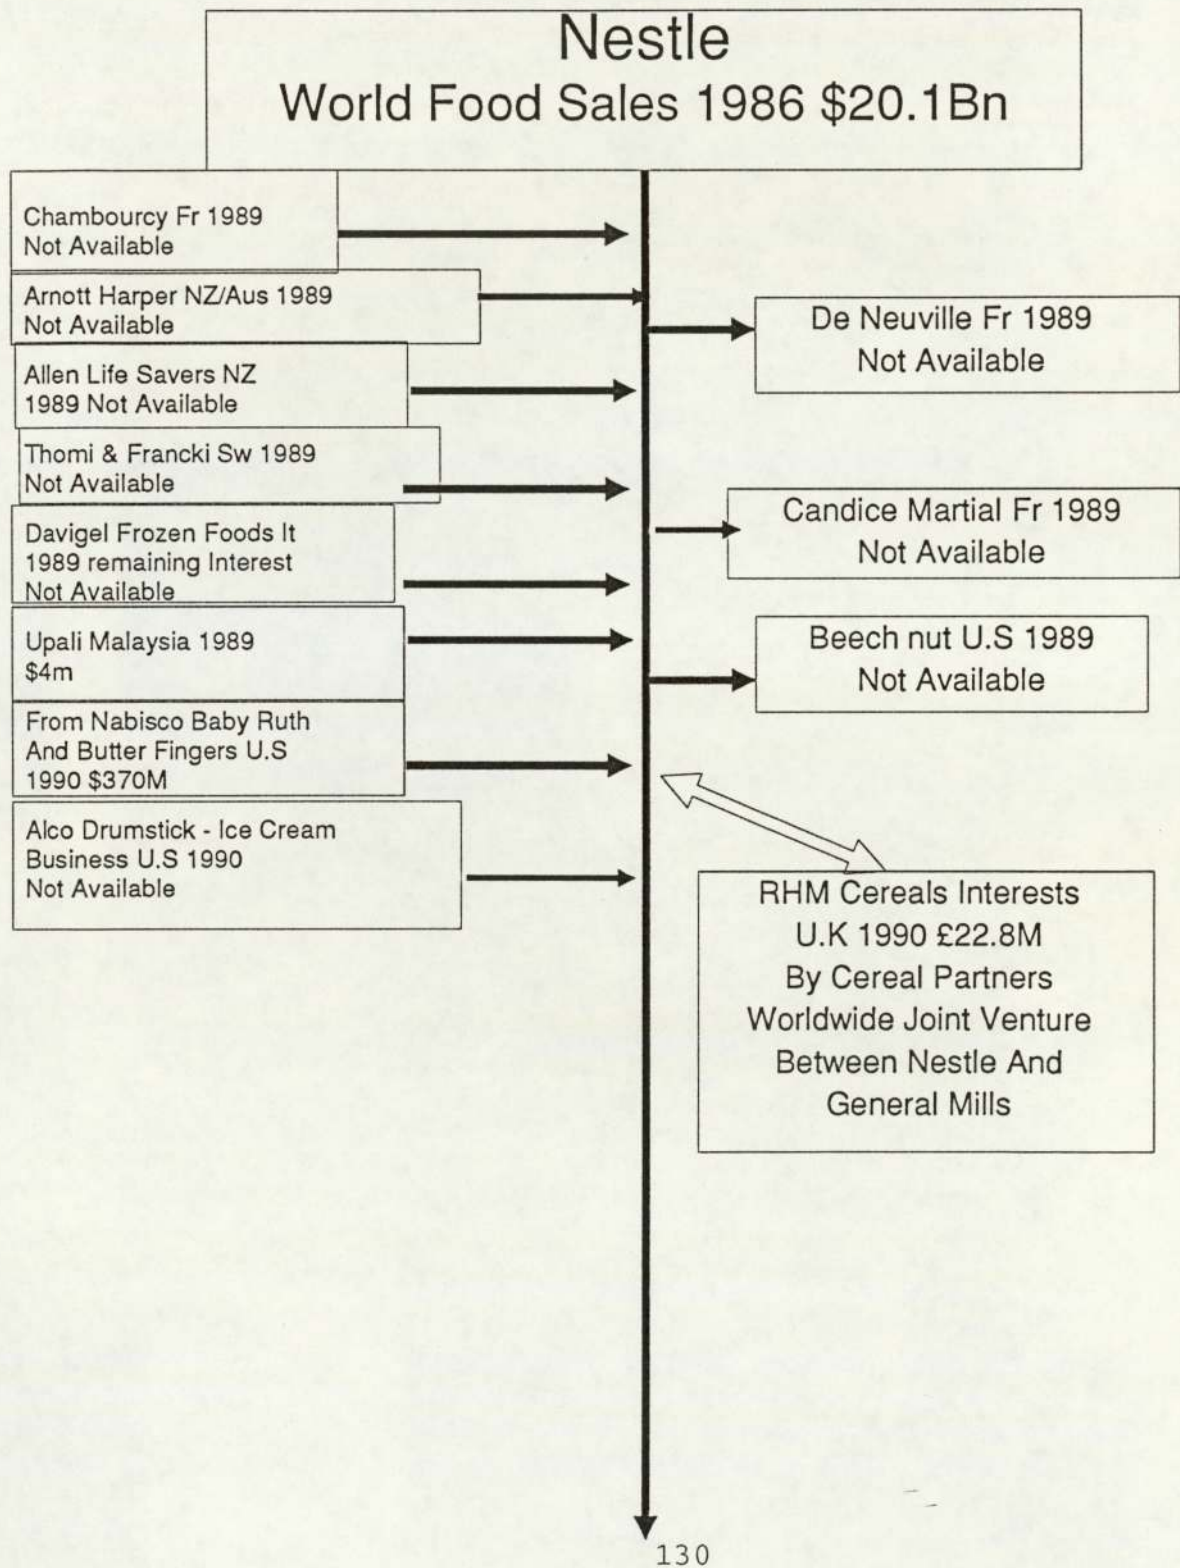 Nestle
World Food Sales 1986 $20.1Bn
Chambourcy Fr 1989
Not Available
Arnott Harper NZ/Aus 1989
Not Available
Allen Life Savers NZ
1989 Not Available
Thomi & Francki Sw 1989
Not Available
Davigel Frozen Foods It
1989 remaining Interest
Not Available
Upali Malaysia 1989
$4m
From Nabisco Baby Ruth
And Butter Fingers U.S
1990 $370M
Alco Drumstick - Ice Cream
Business U.S 1990
Not Available
De Neuville Fr 1989
Not Available
Candice Martial Fr 1989
Not Available
Beech nut U.S 1989
Not Available
RHM Cereals Interests
U.K 1990 £22.8M
By Cereal Partners
Worldwide Joint Venture
Between Nestle And
General Mills
130